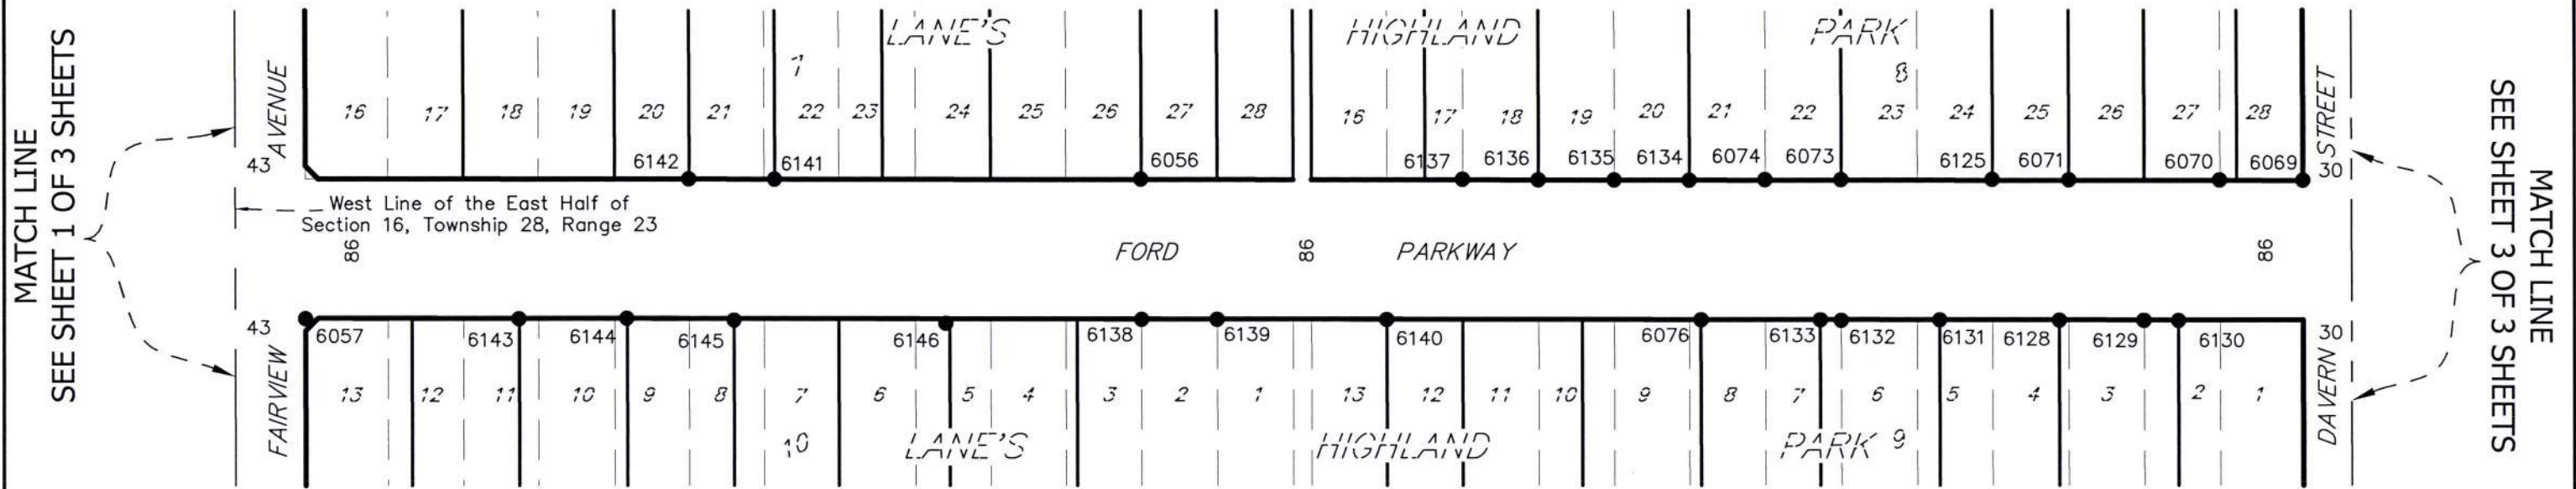 MATCH LINE
SEE SHEET 1 OF 3 SHEETS
AVENUE
43
LANE'S HIGHLAND PARK
1
8
16 17 18 19 20 21 22 23 24 25 26 27 28 16 17 18 19 20 21 22 23 24 25 26 27 28
6142 6141 6056 6137 6136 6135 6134 6074 6073 6125 6071 6070 6069
STREET
30
West Line of the East Half of
Section 16, Township 28, Range 23
86 FORD 86 PARKWAY 86
43
30
6057 6143 6144 6145 6146 6138 6139 6140 6076 6133 6132 6131 6128 6129 6130
FAIRVIEW
13 12 11 10 9 8 7 6 5 4 3 2 1 13 12 11 10 9 8 7 6 5 4 3 2 1
DAVERN
10 LANE'S HIGHLAND PARK 9
MATCH LINE
SEE SHEET 3 OF 3 SHEETS